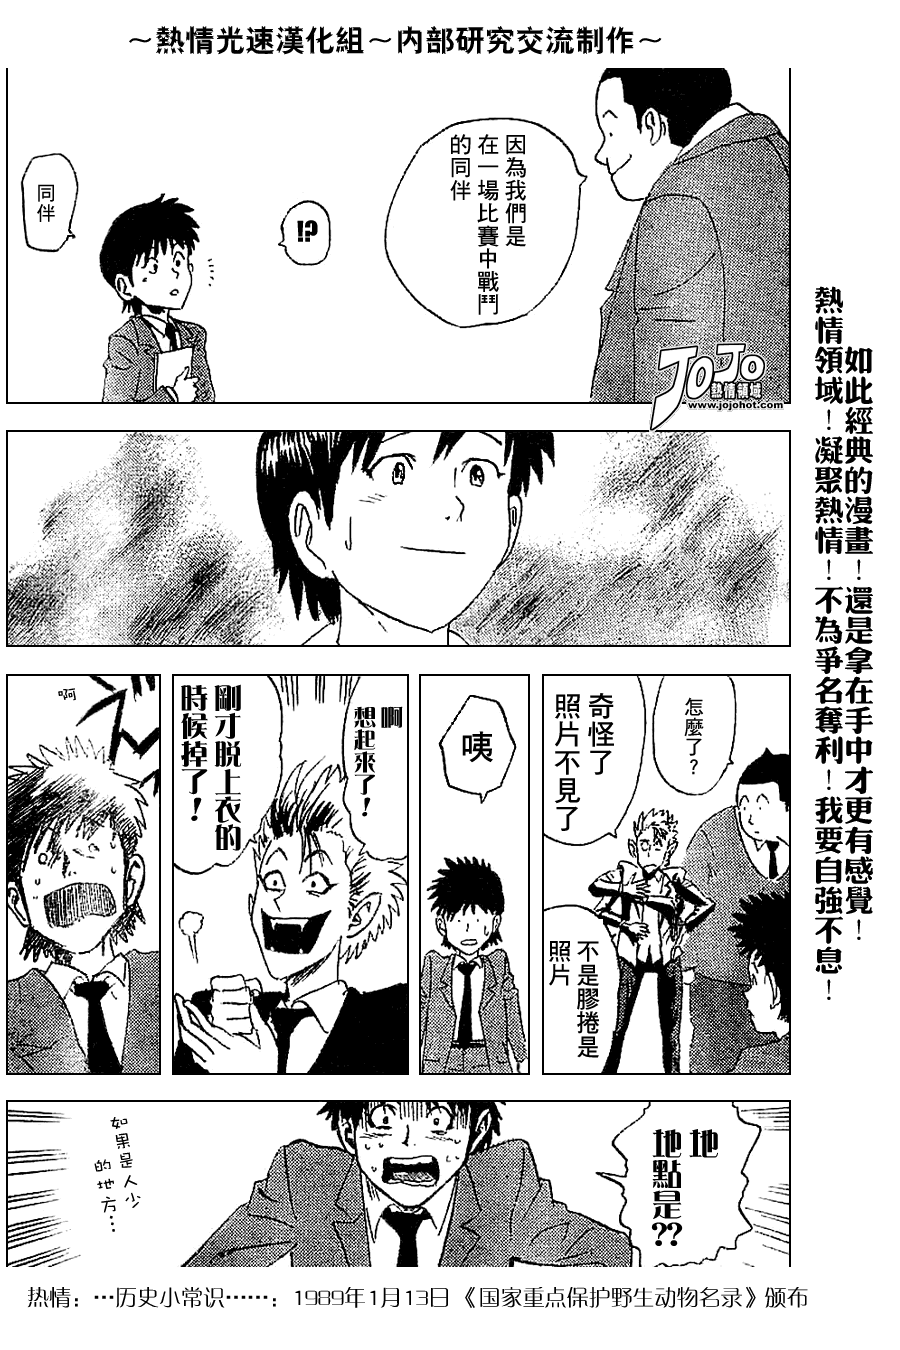 ～熱情光速漢化組～内部研究交流制作～
因為我們是
在一場比賽中戰鬥
的同伴
!?
同伴
JOJO
熱情領域
www.jojohot.com
如此經典的漫畫！還是拿在手中才更有感覺！
熱情領域！凝聚熱情！不為爭名奪利！我要自強不息！
怎麼了？
奇怪了
照片不見了
不是膠捲是
照片
咦
啊
想起來了！
剛才脱上衣的
時候掉了！
啊
地
地點是??
如果是人少
的地方…
热情：…历史小常识……：1989年1月13日《国家重点保护野生动物名录》颁布